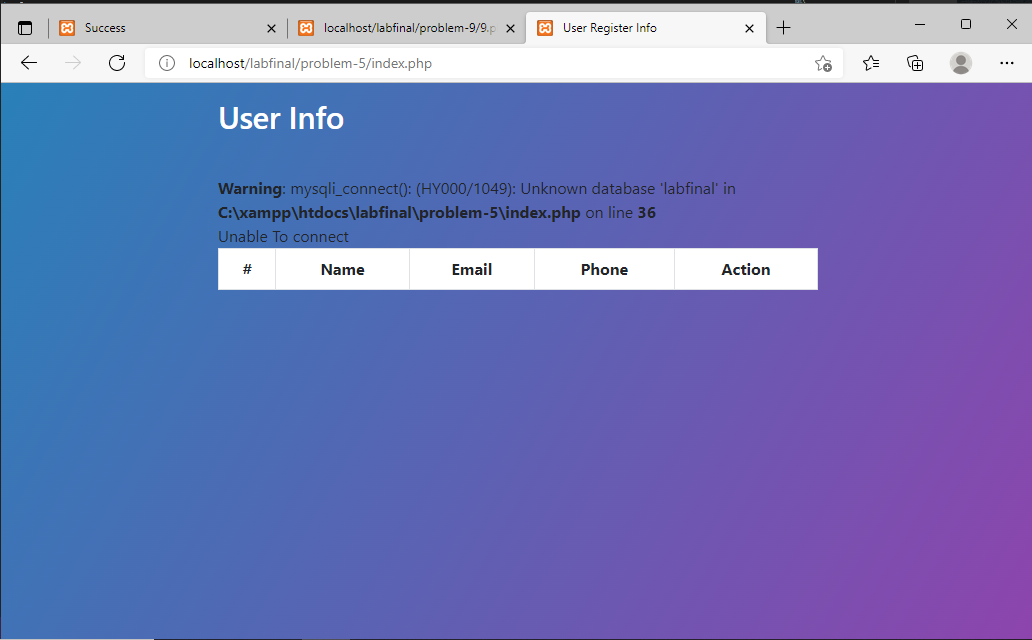 Success
localhost/labfinal/problem-9/9.p
User Register Info
localhost/labfinal/problem-5/index.php
User Info
Warning: mysqli_connect(): (HY000/1049): Unknown database 'labfinal' in
C:\xampp\htdocs\labfinal\problem-5\index.php on line 36
Unable To connect
# Name Email Phone Action